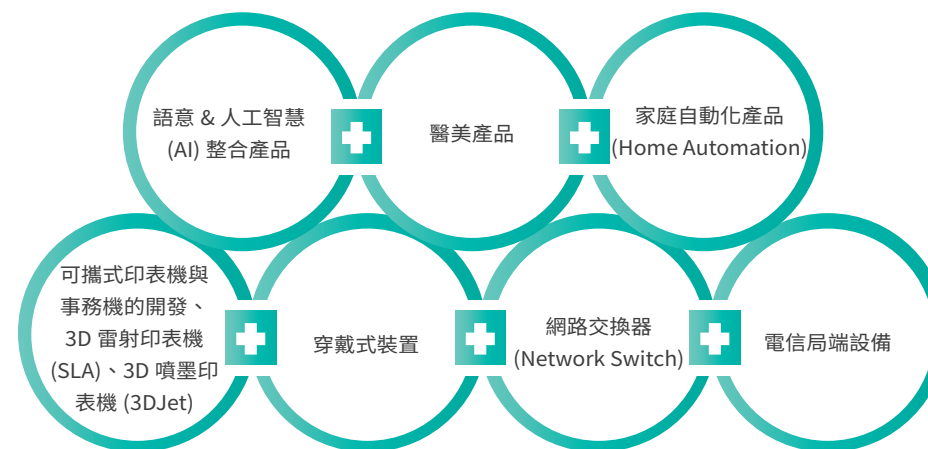 語意 & 人工智慧
(AI) 整合產品
醫美產品
家庭自動化產品
(Home Automation)
可攜式印表機與
事務機的開發、
3D 雷射印表機
(SLA)、3D 噴墨印
表機 (3DJet)
穿戴式裝置
網路交換器
(Network Switch)
電信局端設備